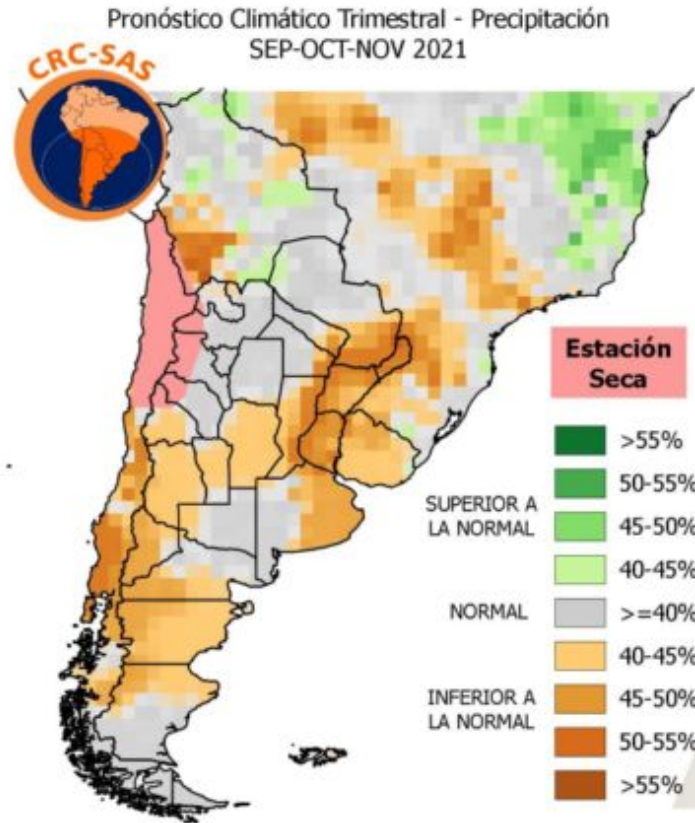 Pronóstico Climático Trimestral - Precipitación
SEP-OCT-NOV 2021
CRC-SAS
Estación
Seca
>55%
50-55%
SUPERIOR A
LA NORMAL
45-50%
40-45%
NORMAL
>=40%
40-45%
INFERIOR A
LA NORMAL
45-50%
50-55%
>55%